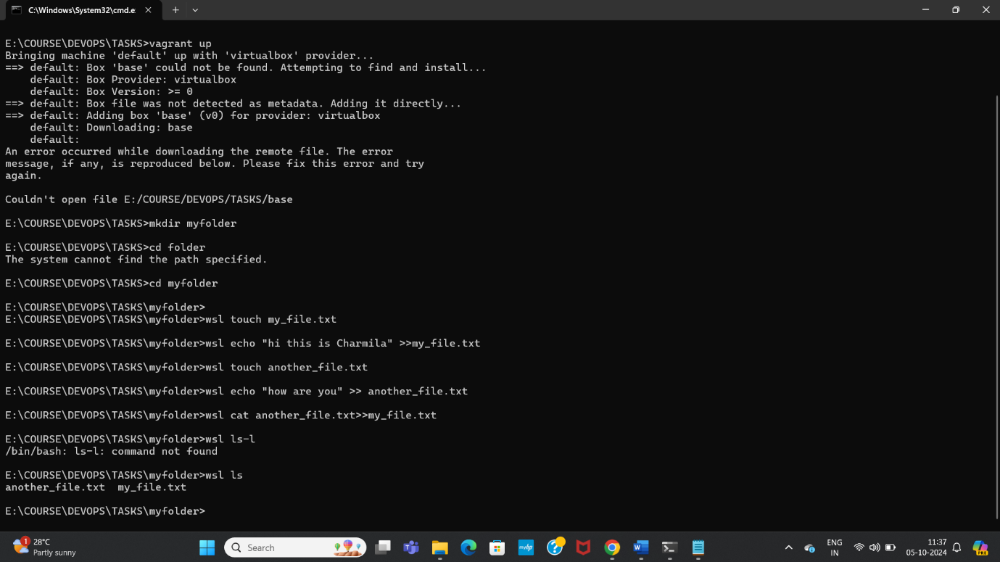 C:\Windows\System32\cmd.e
E:\COURSE\DEVOPS\TASKS>vagrant up
Bringing machine 'default' up with 'virtualbox' provider...
==> default: Box 'base' could not be found. Attempting to find and install...
    default: Box Provider: virtualbox
    default: Box Version: >= 0
==> default: Box file was not detected as metadata. Adding it directly...
==> default: Adding box 'base' (v0) for provider: virtualbox
    default: Downloading: base
    default:
An error occurred while downloading the remote file. The error
message, if any, is reproduced below. Please fix this error and try
again.
Couldn't open file E:/COURSE/DEVOPS/TASKS/base
E:\COURSE\DEVOPS\TASKS>mkdir myfolder
E:\COURSE\DEVOPS\TASKS>cd folder
The system cannot find the path specified.
E:\COURSE\DEVOPS\TASKS>cd myfolder
E:\COURSE\DEVOPS\TASKS\myfolder>
E:\COURSE\DEVOPS\TASKS\myfolder>wsl touch my_file.txt
E:\COURSE\DEVOPS\TASKS\myfolder>wsl echo "hi this is Charmila" >>my_file.txt
E:\COURSE\DEVOPS\TASKS\myfolder>wsl touch another_file.txt
E:\COURSE\DEVOPS\TASKS\myfolder>wsl echo "how are you" >> another_file.txt
E:\COURSE\DEVOPS\TASKS\myfolder>wsl cat another_file.txt>>my_file.txt
E:\COURSE\DEVOPS\TASKS\myfolder>wsl ls-l
/bin/bash: ls-l: command not found
E:\COURSE\DEVOPS\TASKS\myfolder>wsl ls
another_file.txt  my_file.txt
E:\COURSE\DEVOPS\TASKS\myfolder>
1
28°C
Partly sunny
Search
myhp
W
PRE
ENG
IN
11:37
05-10-2024